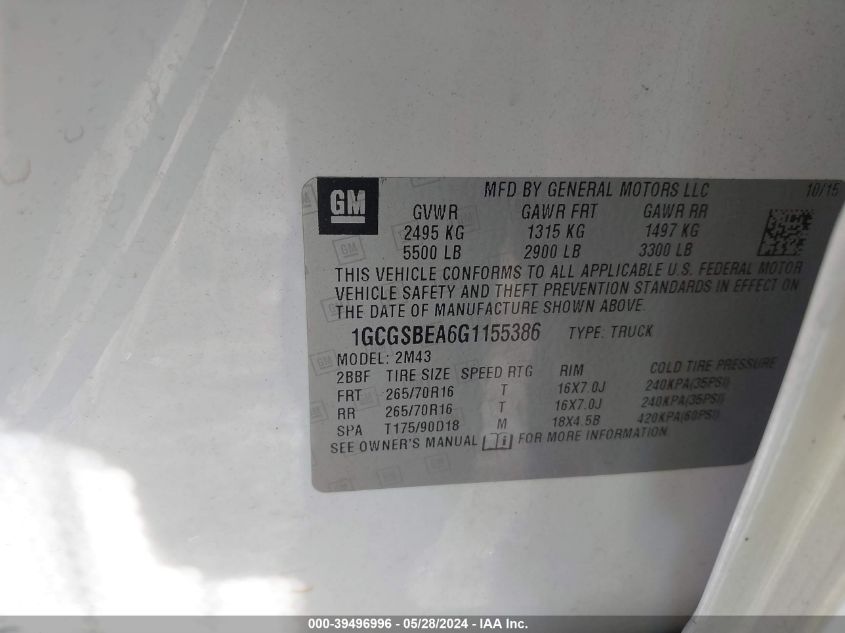 GM
MFD BY GENERAL MOTORS LLC 10/15
GVWR GAWR FRT GAWR RR
2495 KG 1315 KG 1497 KG
5500 LB 2900 LB 3300 LB
THIS VEHICLE CONFORMS TO ALL APPLICABLE U.S. FEDERAL MOTOR
VEHICLE SAFETY AND THEFT PREVENTION STANDARDS IN EFFECT ON
THE DATE OF MANUFACTURE SHOWN ABOVE.
1GCGSBEA6G1155386 TYPE: TRUCK
MODEL: 2M43
2BBF TIRE SIZE SPEED RTG RIM COLD TIRE PRESSURE
FRT 265/70R16 T 16X7.0J 240KPA(35PSI)
RR 265/70R16 T 16X7.0J 240KPA(35PSI)
SPA T175/90D18 M 18X4.5B 420KPA(60PSI)
SEE OWNER'S MANUAL FOR MORE INFORMATION.
000-39496996 | 05/28/2024 - IAA Inc.